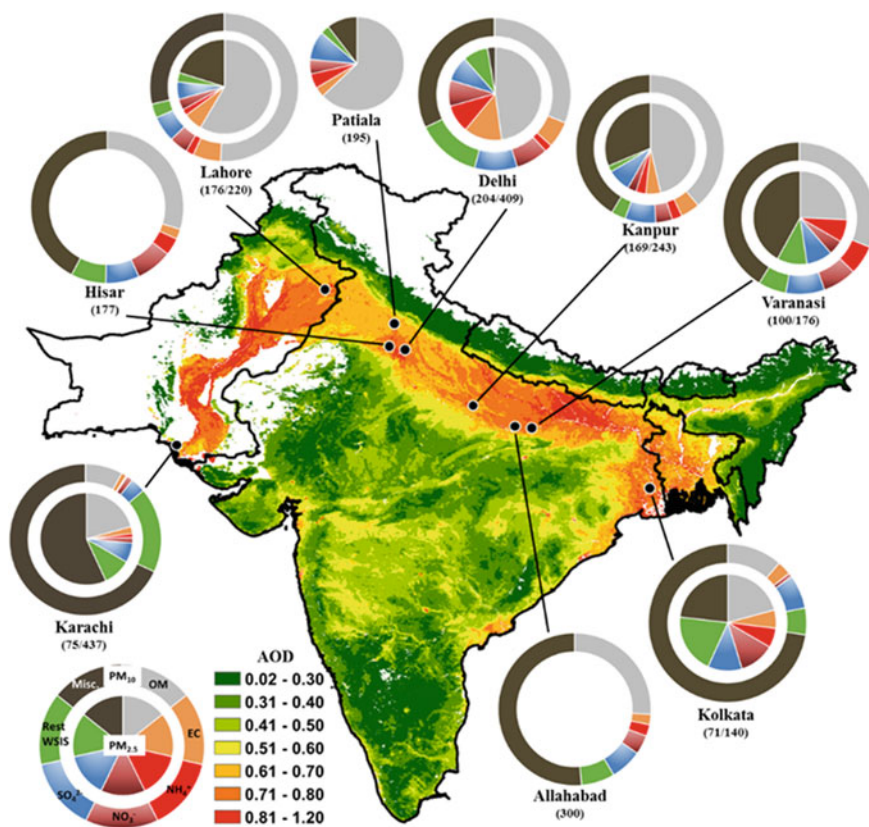 Lahore
(176/220)
Patiala
(195)
Delhi
(204/409)
Kanpur
(169/243)
Varanasi
(100/176)
Hisar
(177)
Karachi
(75/437)
Kolkata
(71/140)
Allahabad
(300)
Misc.
PM10
OM
Rest
WSIS
EC
PM2.5
SO4 2-
NH4+
NO3-
AOD
0.02 - 0.30
0.31 - 0.40
0.41 - 0.50
0.51 - 0.60
0.61 - 0.70
0.71 - 0.80
0.81 - 1.20